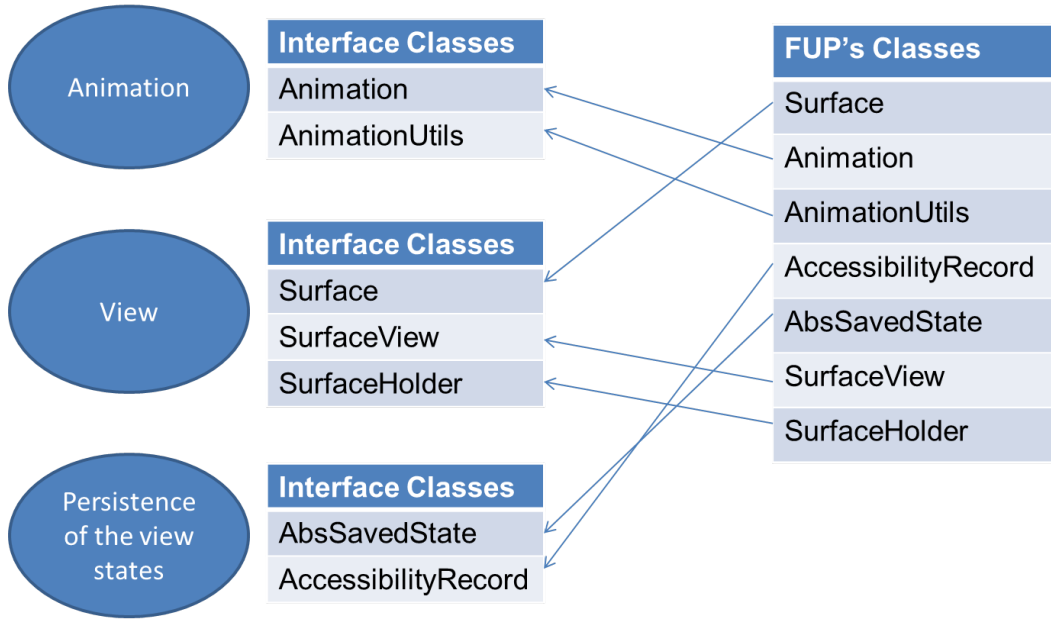 Animation
Interface Classes
Animation
AnimationUtils
View
Interface Classes
Surface
SurfaceView
SurfaceHolder
Persistence
of the view
states
Interface Classes
AbsSavedState
AccessibilityRecord
FUP's Classes
Surface
Animation
AnimationUtils
AccessibilityRecord
AbsSavedState
SurfaceView
SurfaceHolder